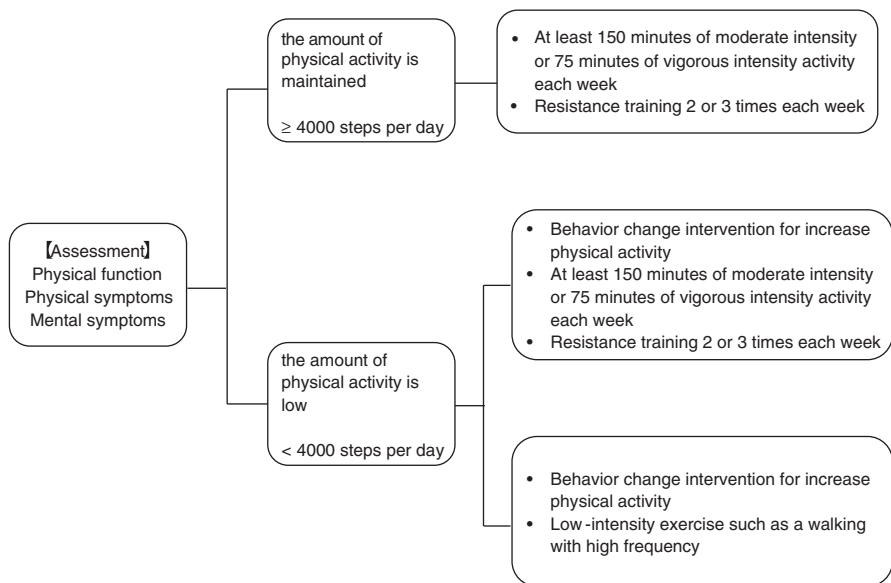 the amount of
physical activity is
maintained
≥ 4000 steps per day
• At least 150 minutes of moderate intensity
or 75 minutes of vigorous intensity activity
each week
• Resistance training 2 or 3 times each week
【Assessment】
Physical function
Physical symptoms
Mental symptoms
the amount of
physical activity is
low
< 4000 steps per day
• Behavior change intervention for increase
physical activity
• At least 150 minutes of moderate intensity
or 75 minutes of vigorous intensity activity
each week
• Resistance training 2 or 3 times each week
• Behavior change intervention for increase
physical activity
• Low-intensity exercise such as a walking
with high frequency